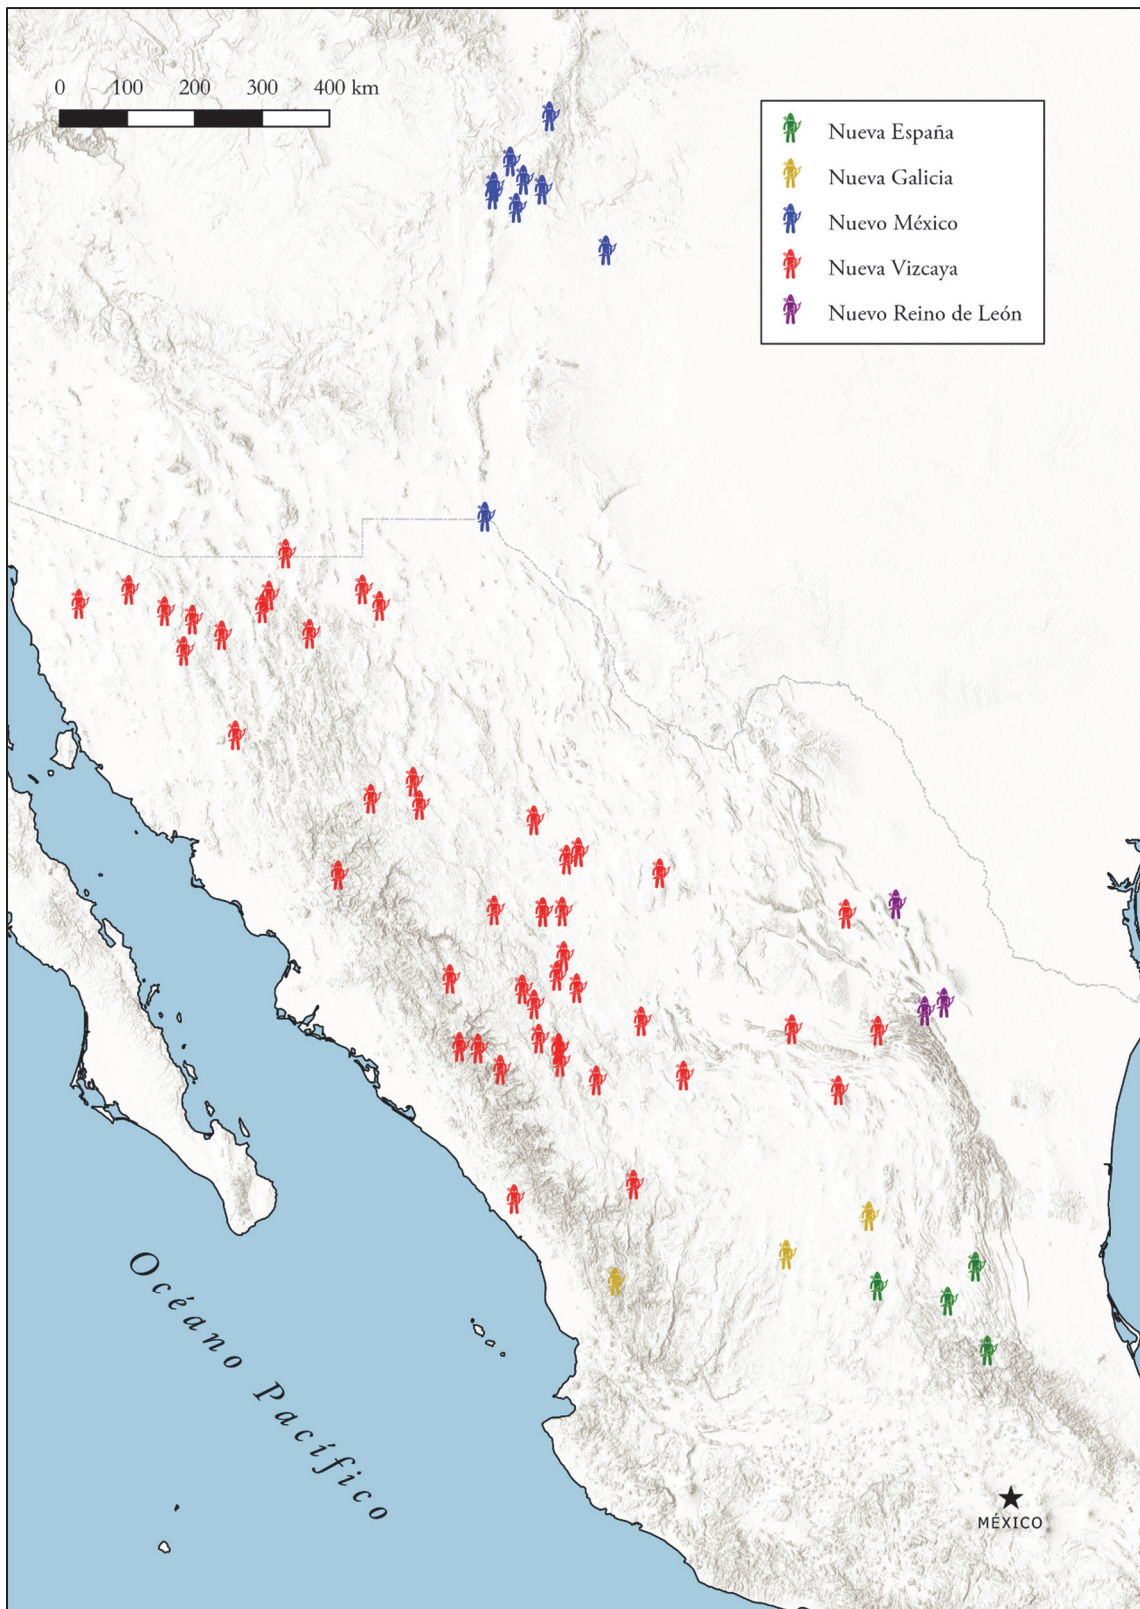 0 100 200 300 400 km
Nueva España
Nueva Galicia
Nuevo México
Nueva Vizcaya
Nuevo Reino de León
Océano Pacífico
MÉXICO